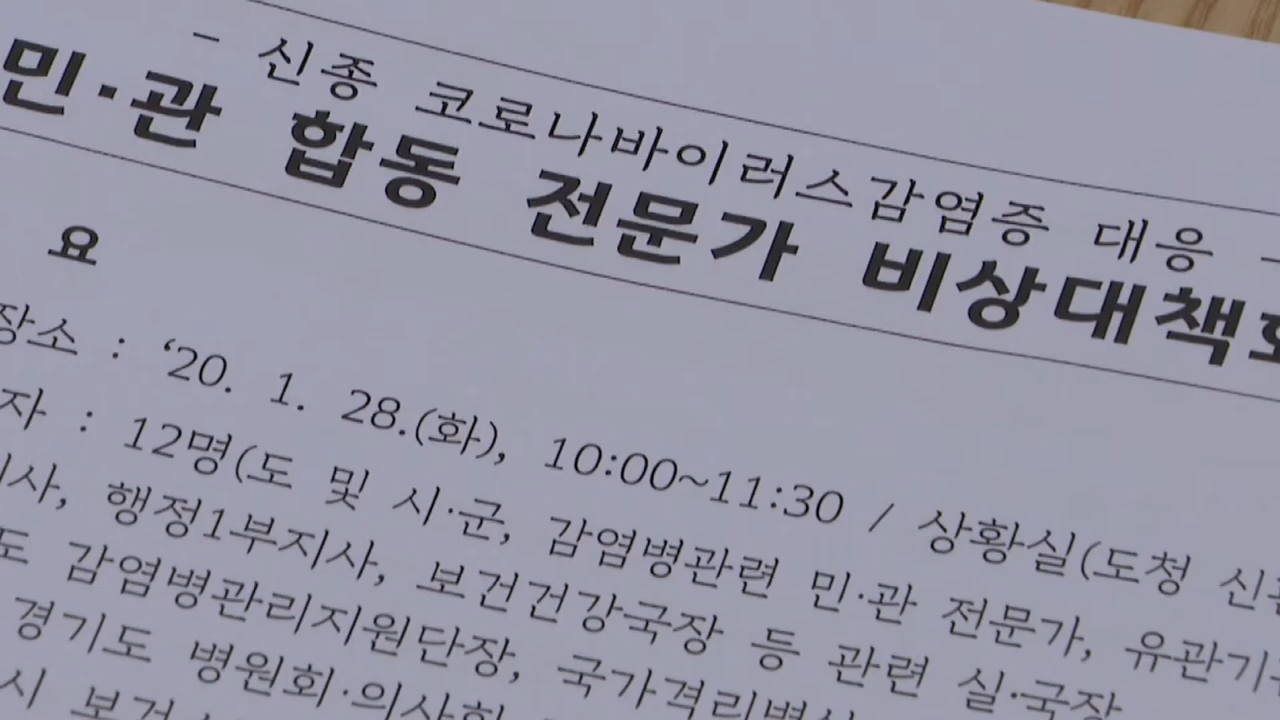 - 신종 코로나바이러스감염증 대응 -
민·관 합동 전문가 비상대책
요
장소 : ‘20. 1. 28.(화), 10:00~11:30 / 상황실(도청
자 : 12명(도 및 시·군, 감염병관련 민·관 전문가, 유관기
사, 행정1부지사, 보건건강국장 등 관련 실·국장
도 감염병관리지원단장, 국가격리병상
경기도 병원회·의사회
시 보건